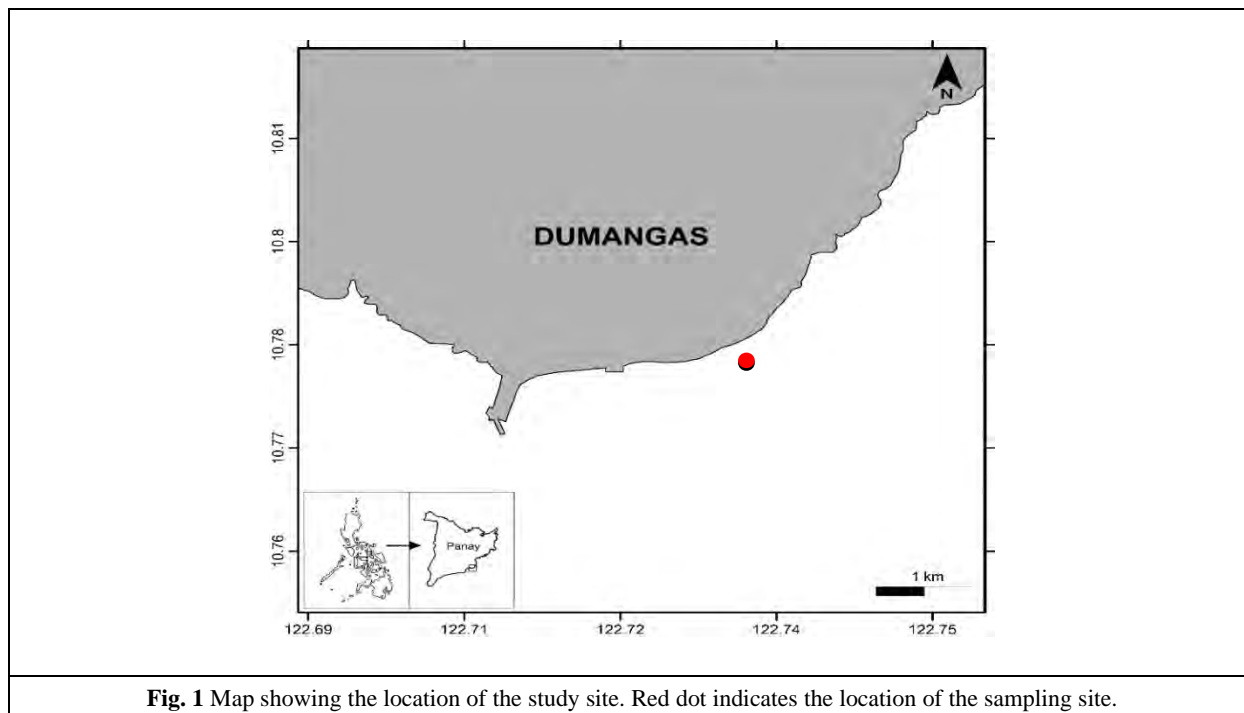 N
10.81
10.8
10.78
10.77
10.76
DUMANGAS
Panay
1 km
122.69 122.71 122.72 122.74 122.75
Fig. 1 Map showing the location of the study site. Red dot indicates the location of the sampling site.